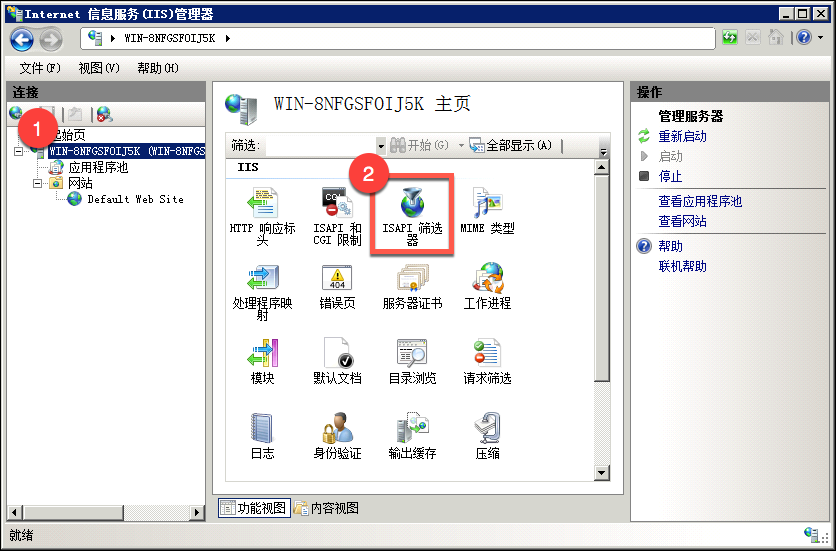 Internet 信息服务(IIS)管理器
WIN-8NFGSFOIJ5K
文件(F) 视图(V) 帮助(H)
连接
1
起始页
WIN-8NFGSFOIJ5K (WIN-8NFGS
应用程序池
网站
Default Web Site
WIN-8NFGSFOIJ5K 主页
筛选: 开始(G) 全部显示(A)
IIS
2
HTTP 响应标
头
ISAPI 和
CGI 限制
ISAPI 筛选
器
MIME 类型
处理程序映
射
404
错误页
服务器证书
工作进程
模块
默认文档
目录浏览
请求筛选
日志
身份验证
输出缓存
压缩
功能视图 内容视图
操作
管理服务器
重新启动
启动
停止
查看应用程序池
查看网站
帮助
联机帮助
就绪